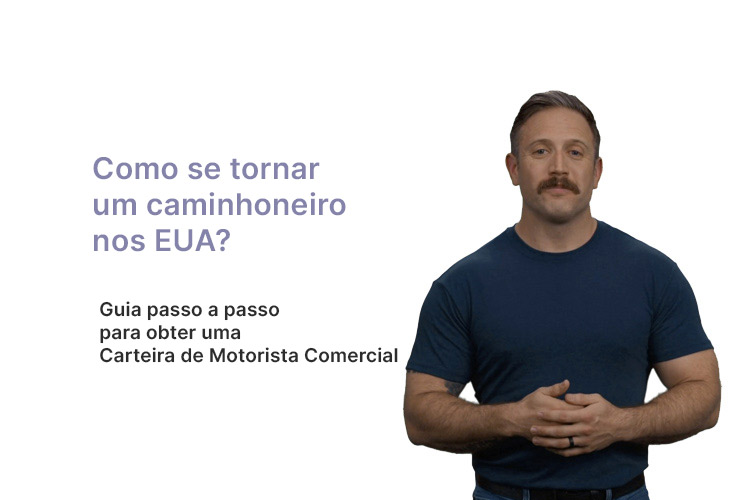 Como se tornar
um caminhoneiro
nos EUA?
Guia passo a passo
para obter uma
Carteira de Motorista Comercial